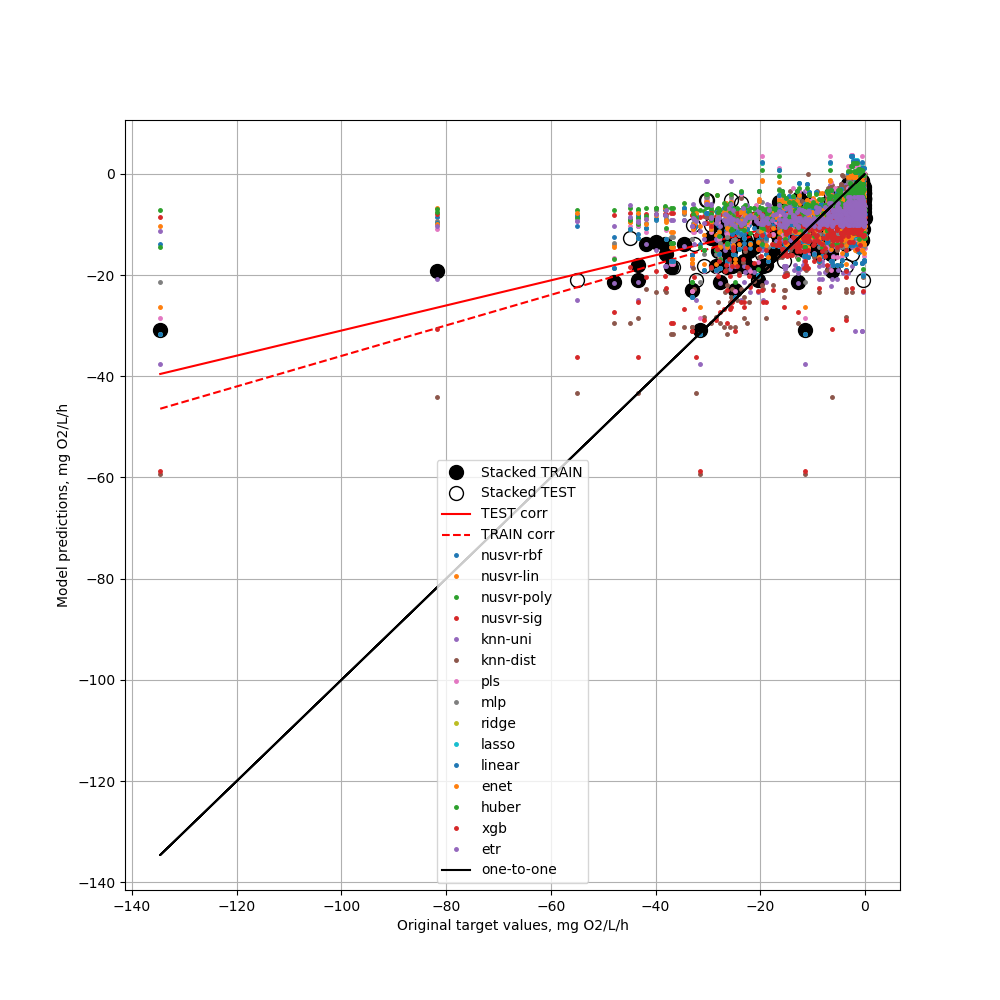 0
−20
−40
−60
−80
−100
−120
−140
Model predictions, mg O2/L/h
Stacked TRAIN
Stacked TEST
TEST corr
TRAIN corr
nusvr-rbf
nusvr-lin
nusvr-poly
nusvr-sig
knn-uni
knn-dist
pls
mlp
ridge
lasso
linear
enet
huber
xgb
etr
one-to-one
−140 −120 −100 −80 −60 −40 −20 0
Original target values, mg O2/L/h